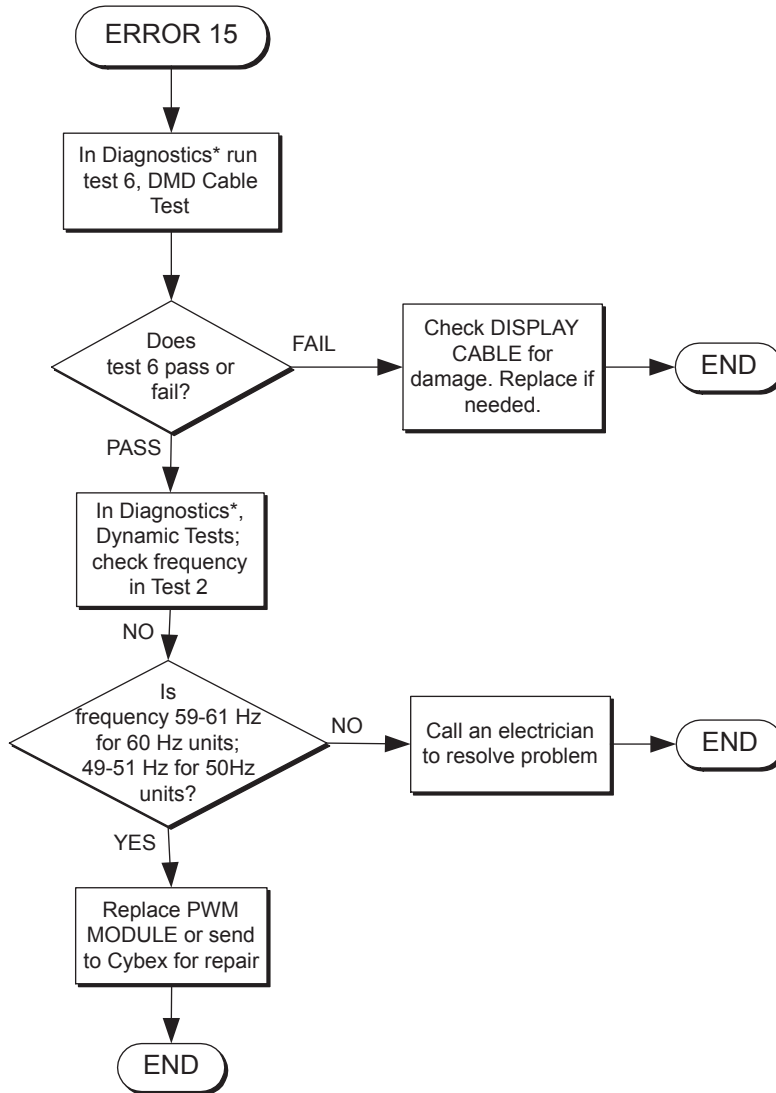 ERROR 15
In Diagnostics* run
test 6, DMD Cable
Test
Does
test 6 pass or
fail?
FAIL
Check DISPLAY
CABLE for
damage. Replace if
needed.
END
PASS
In Diagnostics*,
Dynamic Tests;
check frequency
in Test 2
NO
Is
frequency 59-61 Hz
for 60 Hz units;
49-51 Hz for 50Hz
units?
NO
Call an electrician
to resolve problem
END
YES
Replace PWM
MODULE or send
to Cybex for repair
END